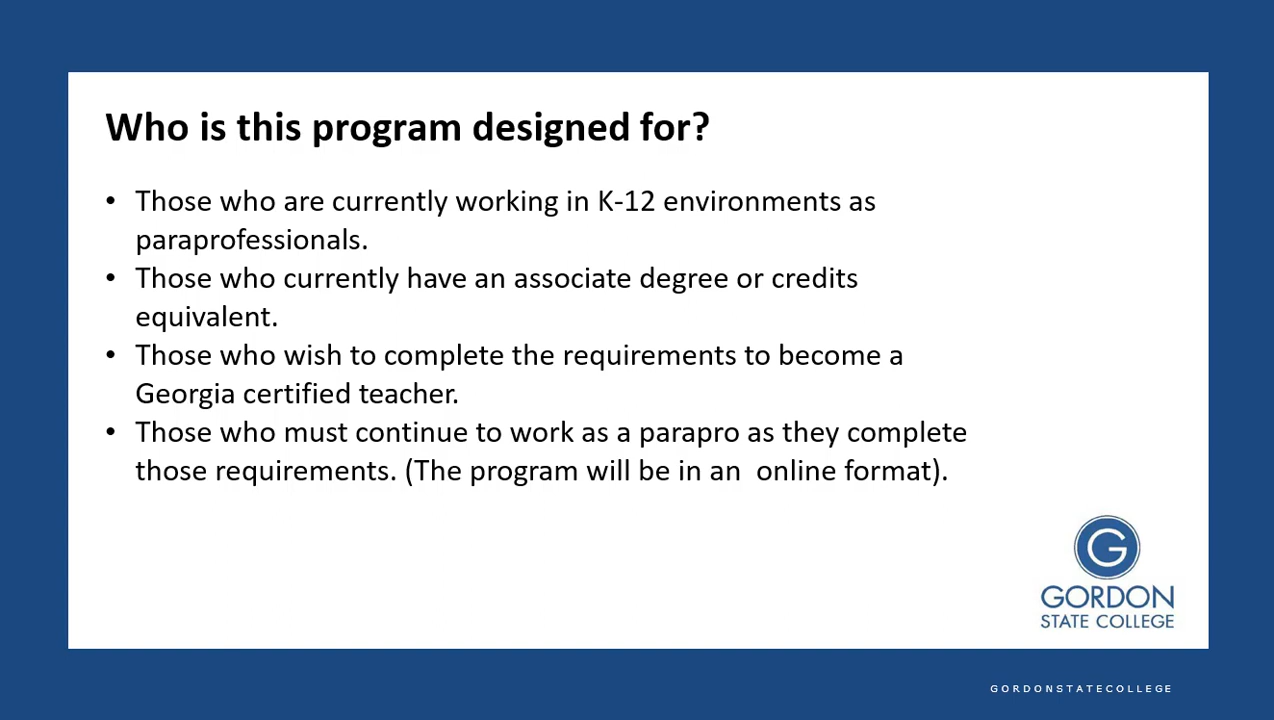 Who is this program designed for?
• Those who are currently working in K-12 environments as
paraprofessionals.
• Those who currently have an associate degree or credits
equivalent.
• Those who wish to complete the requirements to become a
Georgia certified teacher.
• Those who must continue to work as a parapro as they complete
those requirements. (The program will be in an  online format).
G
GORDON
STATE COLLEGE
GORDONSTATECOLLEGE